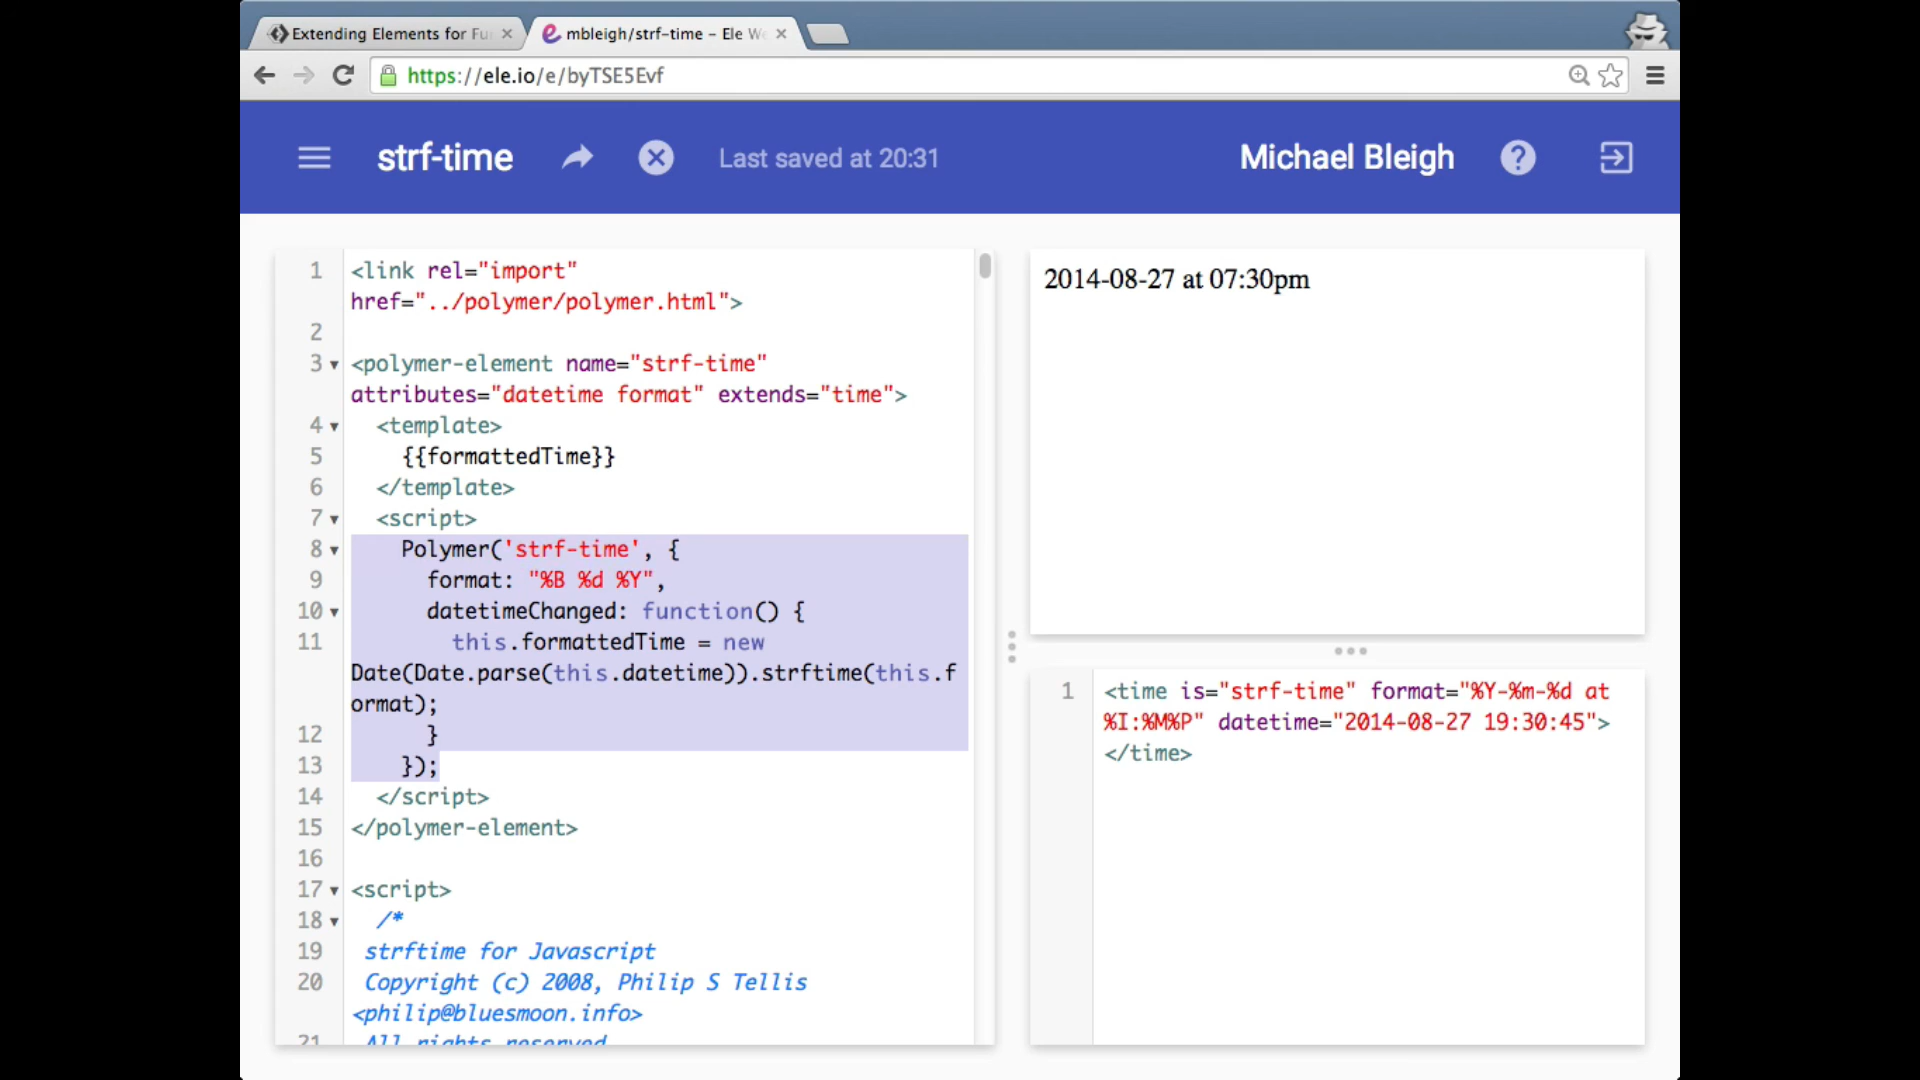 Extending Elements for Fu
mbleigh/strf-time - Ele We
https://ele.io/e/byTSE5Evf
strf-time
Last saved at 20:31
Michael Bleigh
?
1 <link rel="import"
href="../polymer/polymer.html">
2
3 <polymer-element name="strf-time"
attributes="datetime format" extends="time">
4 <template>
5 {{formattedTime}}
6 </template>
7 <script>
8 Polymer('strf-time', {
9 format: "%B %d %Y",
10 datetimeChanged: function() {
11 this.formattedTime = new
Date(Date.parse(this.datetime)).strftime(this.f
ormat);
12 }
13 });
14 </script>
15 </polymer-element>
16
17 <script>
18 /*
19 strftime for Javascript
20 Copyright (c) 2008, Philip S Tellis
<philip@bluesmoon.info>
21 All rights reserved
2014-08-27 at 07:30pm
1 <time is="strf-time" format="%Y-%m-%d at
%I:%M%P" datetime="2014-08-27 19:30:45">
</time>